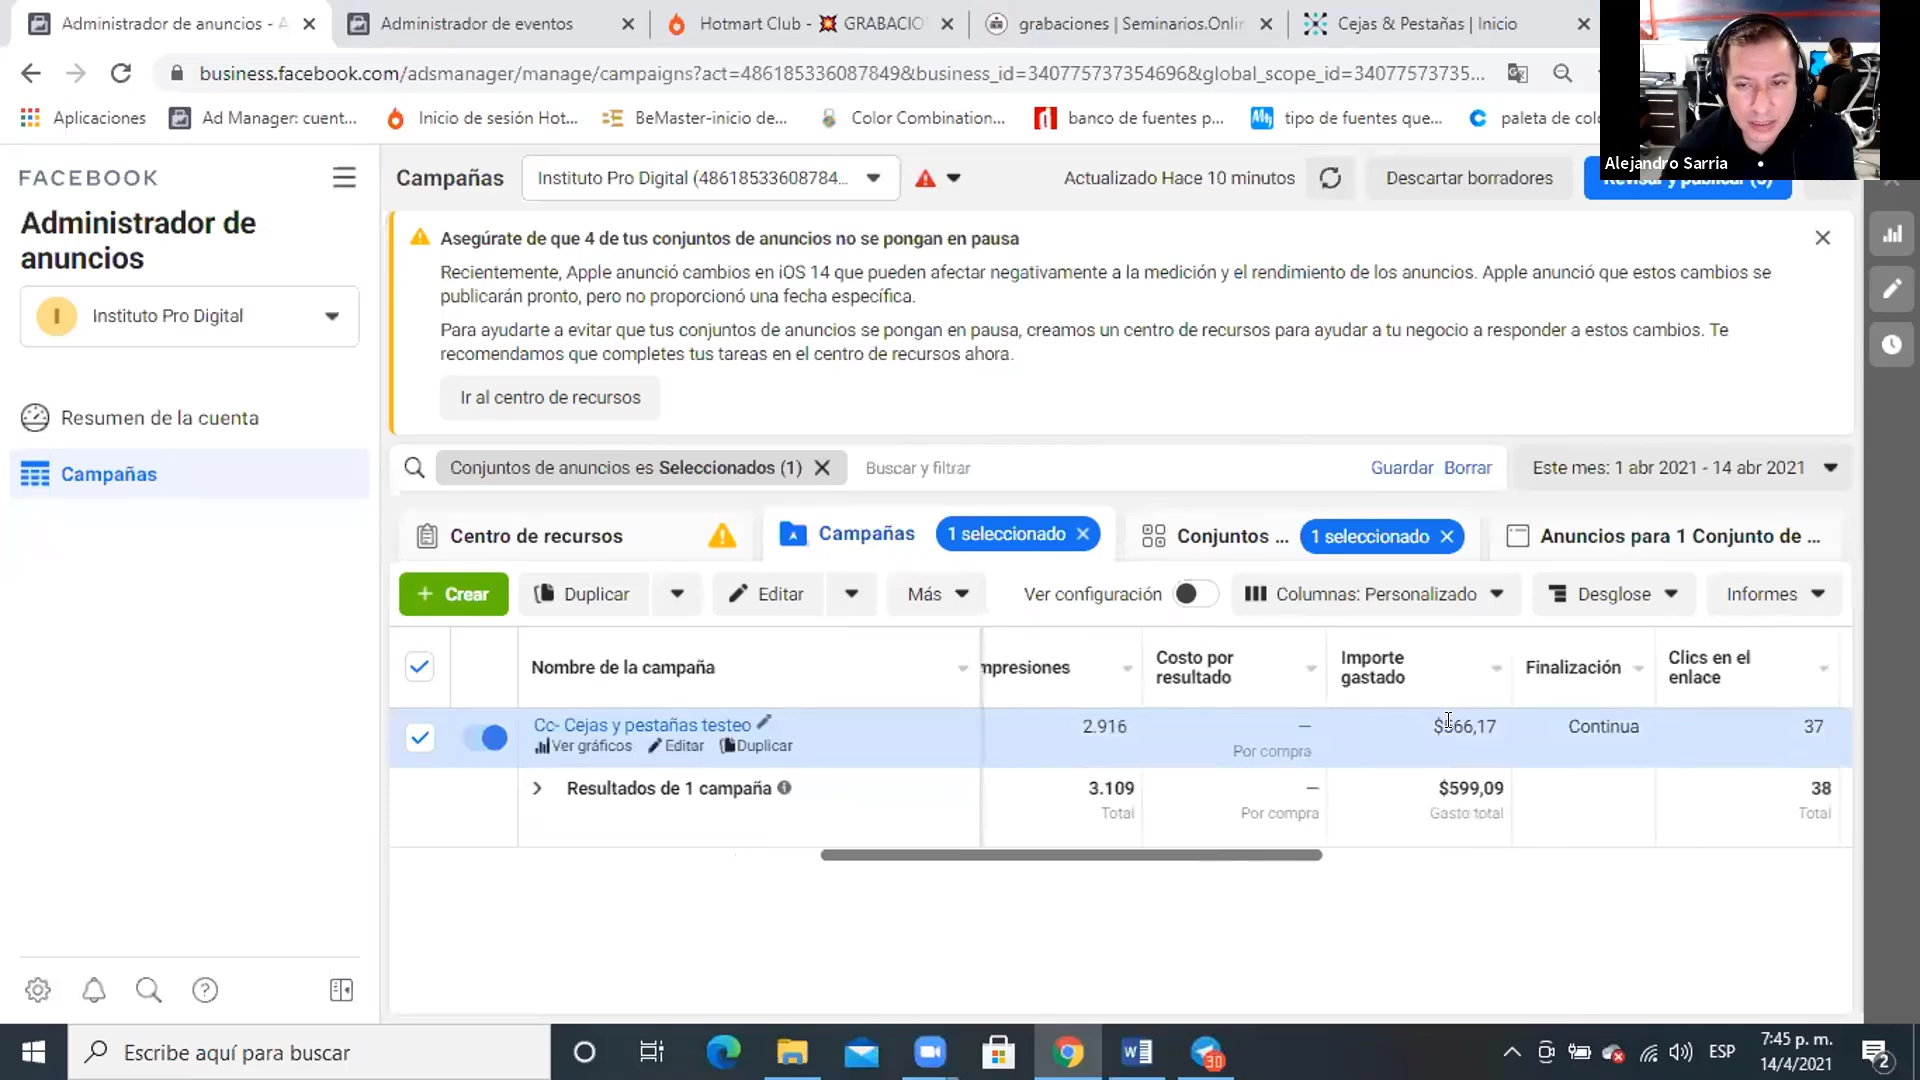 Administrador de anuncios - A
Administrador de eventos
Hotmart Club - 💥 GRABACIO
grabaciones | Seminarios.Onlin
Cejas & Pestañas | Inicio
business.facebook.com/adsmanager/manage/campaigns?act=486185336087849&business_id=340775737354696&global_scope_id=34077573735...
Aplicaciones
Ad Manager: cuent...
Inicio de sesión Hot...
BeMaster-inicio de...
Color Combination...
banco de fuentes p...
tipo de fuentes que...
paleta de col
Alejandro Sarria
FACEBOOK
Administrador de
anuncios
Instituto Pro Digital
Resumen de la cuenta
Campañas
Campañas
Instituto Pro Digital (48618533608784...
Actualizado Hace 10 minutos
Descartar borradores
Asegúrate de que 4 de tus conjuntos de anuncios no se pongan en pausa
Recientemente, Apple anunció cambios en iOS 14 que pueden afectar negativamente a la medición y el rendimiento de los anuncios. Apple anunció que estos cambios se
publicarán pronto, pero no proporcionó una fecha específica.
Para ayudarte a evitar que tus conjuntos de anuncios se pongan en pausa, creamos un centro de recursos para ayudar a tu negocio a responder a estos cambios. Te
recomendamos que completes tus tareas en el centro de recursos ahora.
Ir al centro de recursos
Conjuntos de anuncios es Seleccionados (1)
Buscar y filtrar
Guardar Borrar
Este mes: 1 abr 2021 - 14 abr 2021
Centro de recursos
Campañas
1 seleccionado
Conjuntos ...
1 seleccionado
Anuncios para 1 Conjunto de ...
+ Crear
Duplicar
Editar
Más
Ver configuración
Columnas: Personalizado
Desglose
Informes
Nombre de la campaña
mpresiones
Costo por
resultado
Importe
gastado
Finalización
Clics en el
enlace
Cc- Cejas y pestañas testeo
Ver gráficos
Editar
Duplicar
2.916
—
Por compra
66,17
Continua
37
Resultados de 1 campaña
3.109
Total
—
Por compra
$599,09
Gasto total
38
Total
Escribe aquí para buscar
30
ESP
7:45 p. m.
14/4/2021
2